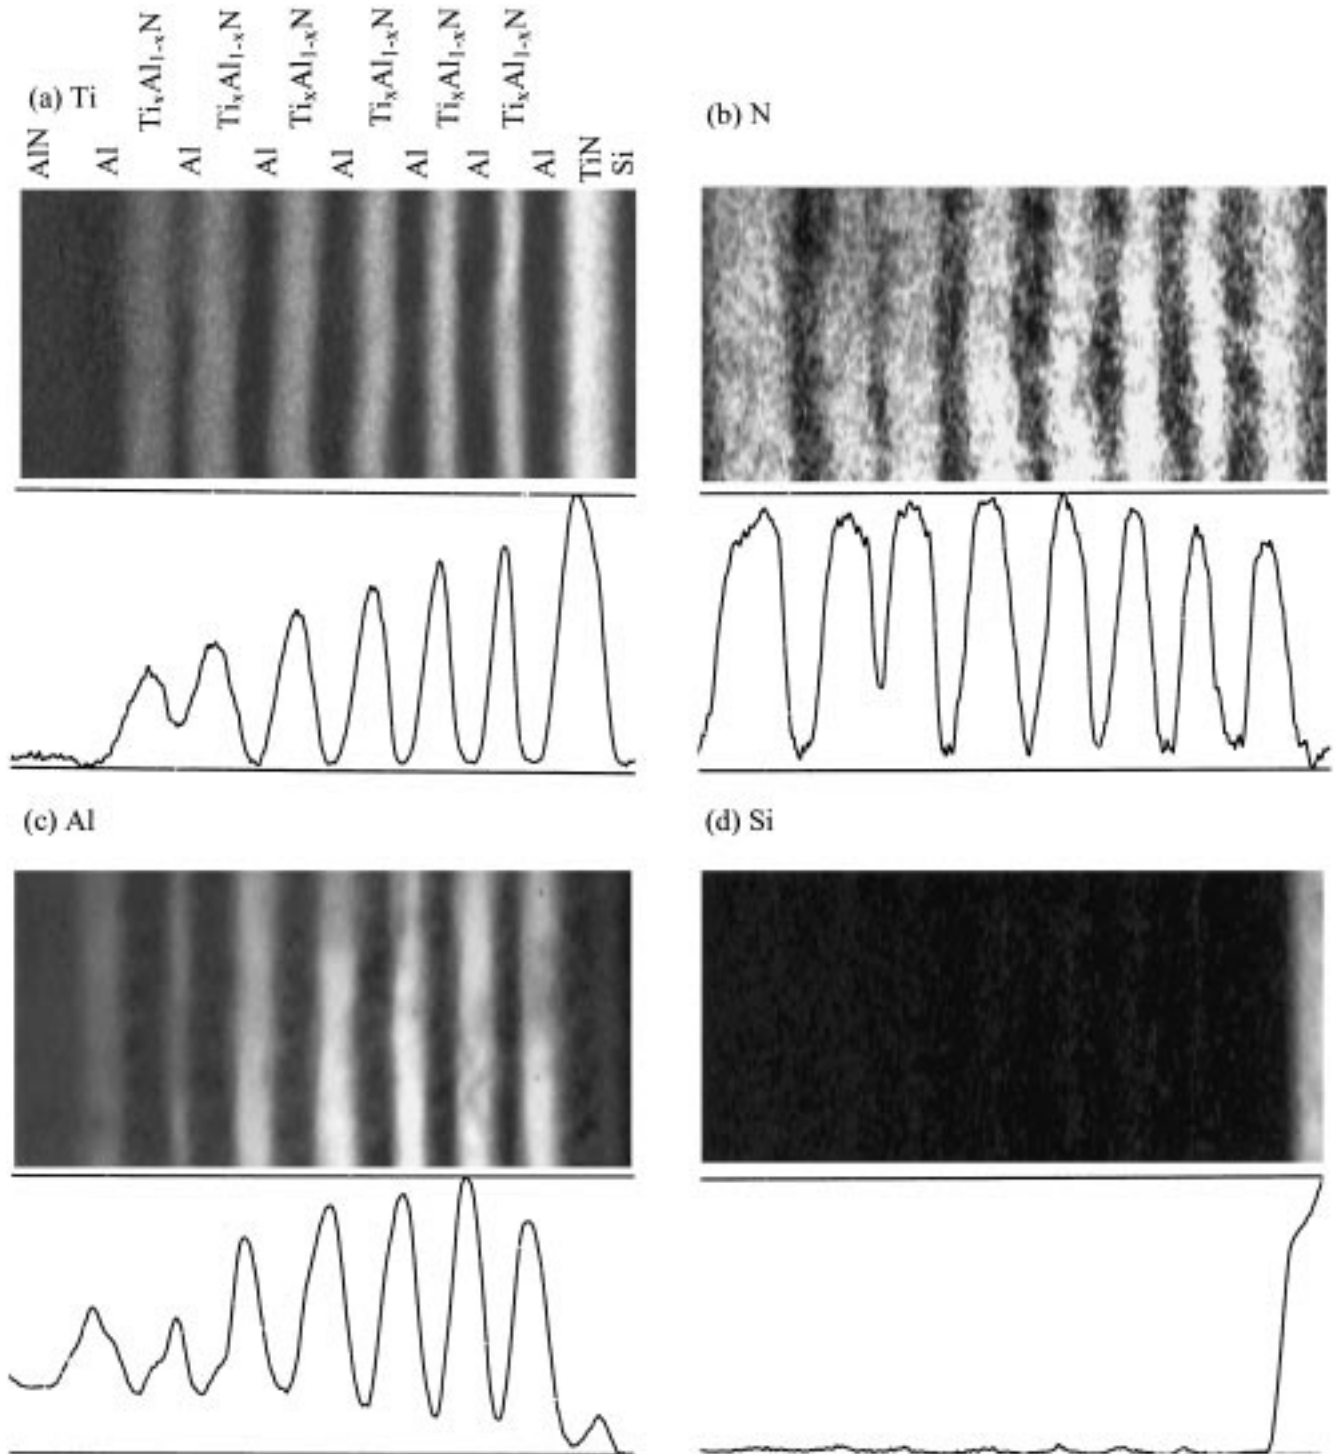 (a) Ti
TiₓAl₁₋ₓN
TiₓAl₁₋ₓN
TiₓAl₁₋ₓN
TiₓAl₁₋ₓN
TiₓAl₁₋ₓN
TiₓAl₁₋ₓN
AlN
Al
Al
Al
Al
Al
Al
Al
TiN
Si
(b) N
(c) Al
(d) Si